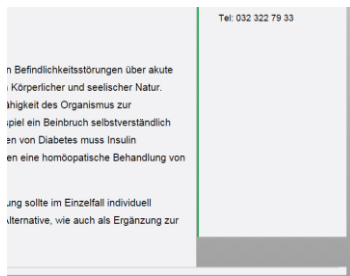 Tel: 032 322 79 33
n Befindlichkeitsstörungen über akute
Körperlicher und seelischer Natur.
ähigkeit des Organismus zur
spiel ein Beinbruch selbstverständlich
en von Diabetes muss Insulin
en eine homöopatische Behandlung von
ung sollte im Einzelfall individuell
Alternative, wie auch als Ergänzung zur